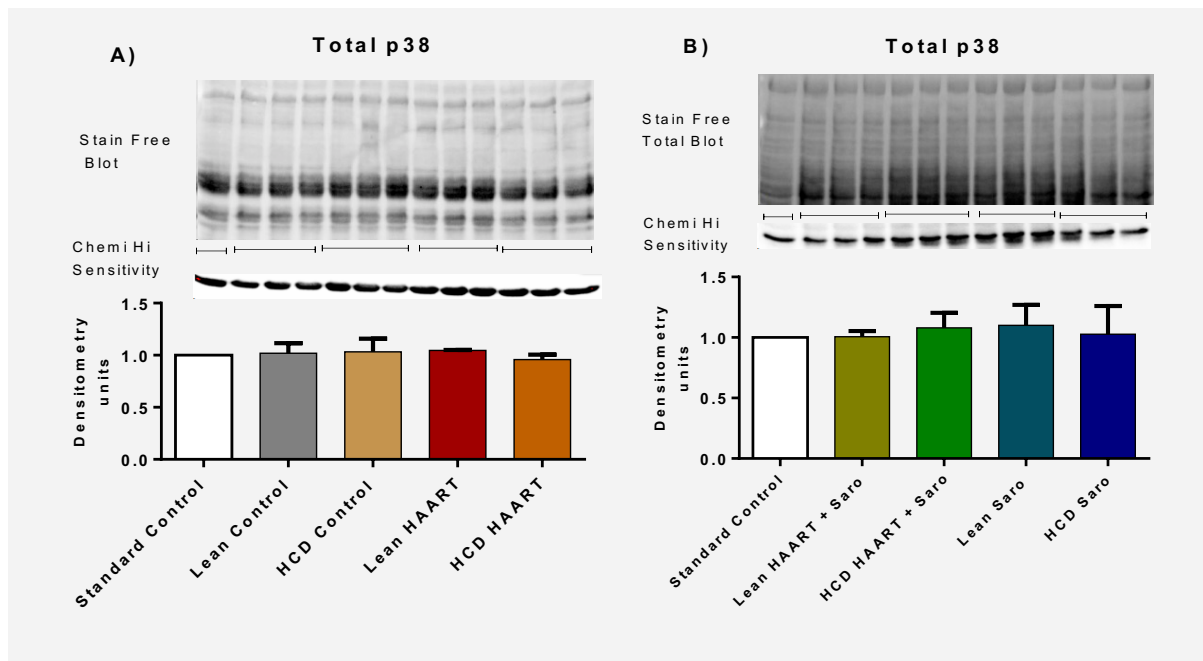 A)
Total p38
Stain Free
Blot
Chemi Hi
Sensitivity
Densitometry
units
1.5
1.0
0.5
0.0
Standard Control
Lean Control
HCD Control
Lean HAART
HCD HAART
B)
Total p38
Stain Free
Total Blot
Chemi Hi
Sensitivity
Densitometry
units
1.5
1.0
0.5
0.0
Standard Control
Lean HAART + Saro
HCD HAART + Saro
Lean Saro
HCD Saro